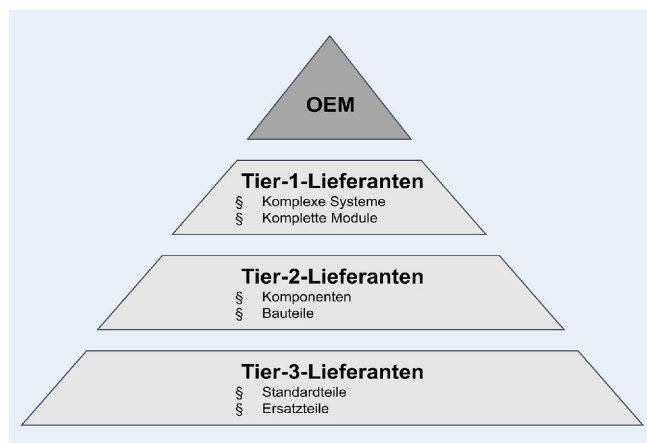 OEM
Tier-1-Lieferanten
§ Komplexe Systeme
§ Komplette Module
Tier-2-Lieferanten
§ Komponenten
§ Bauteile
Tier-3-Lieferanten
§ Standardteile
§ Ersatzteile